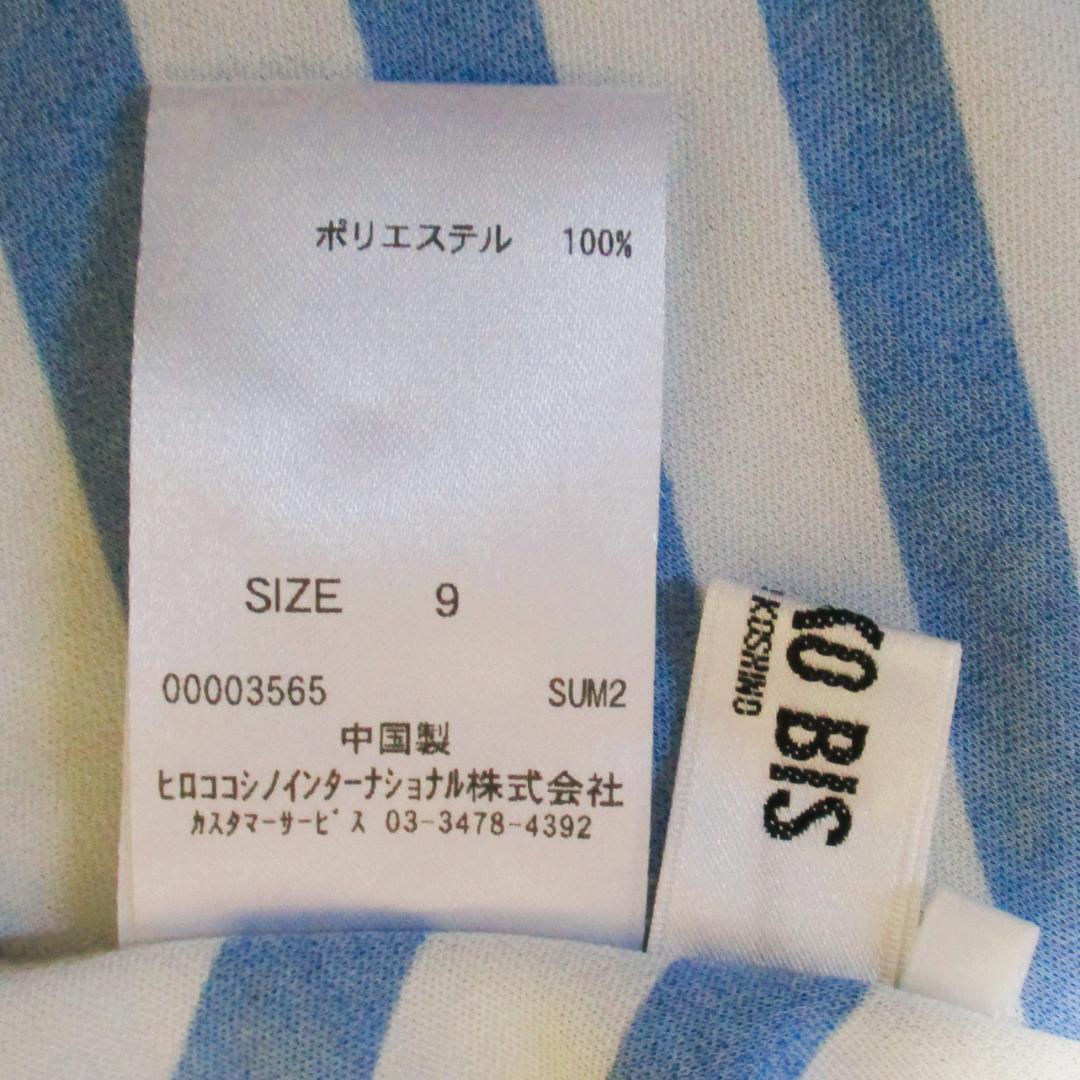 ポリエステル 100%
SIZE 9
00003565 SUM2
中国製
ヒロココシノインターナショナル株式会社
カスタマーサービス 03-3478-4392
BIS
KOSHINO